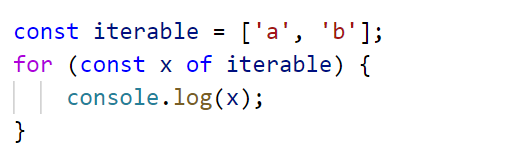 const iterable = ['a', 'b'];
for (const x of iterable) {
    console.log(x);
}